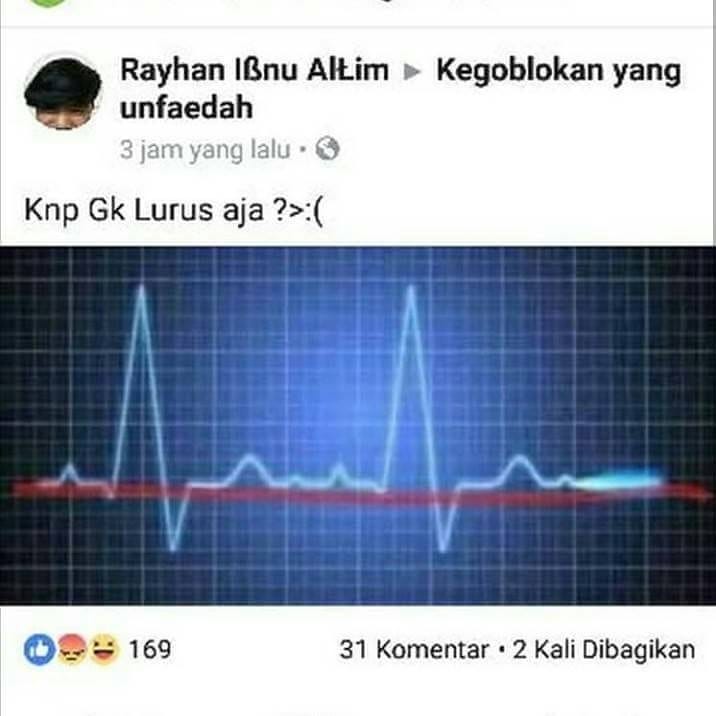 Rayhan Ißnu AlŁim ► Kegoblokan yang
unfaedah
3 jam yang lalu •
Knp Gk Lurus aja ?>:(
169
31 Komentar • 2 Kali Dibagikan